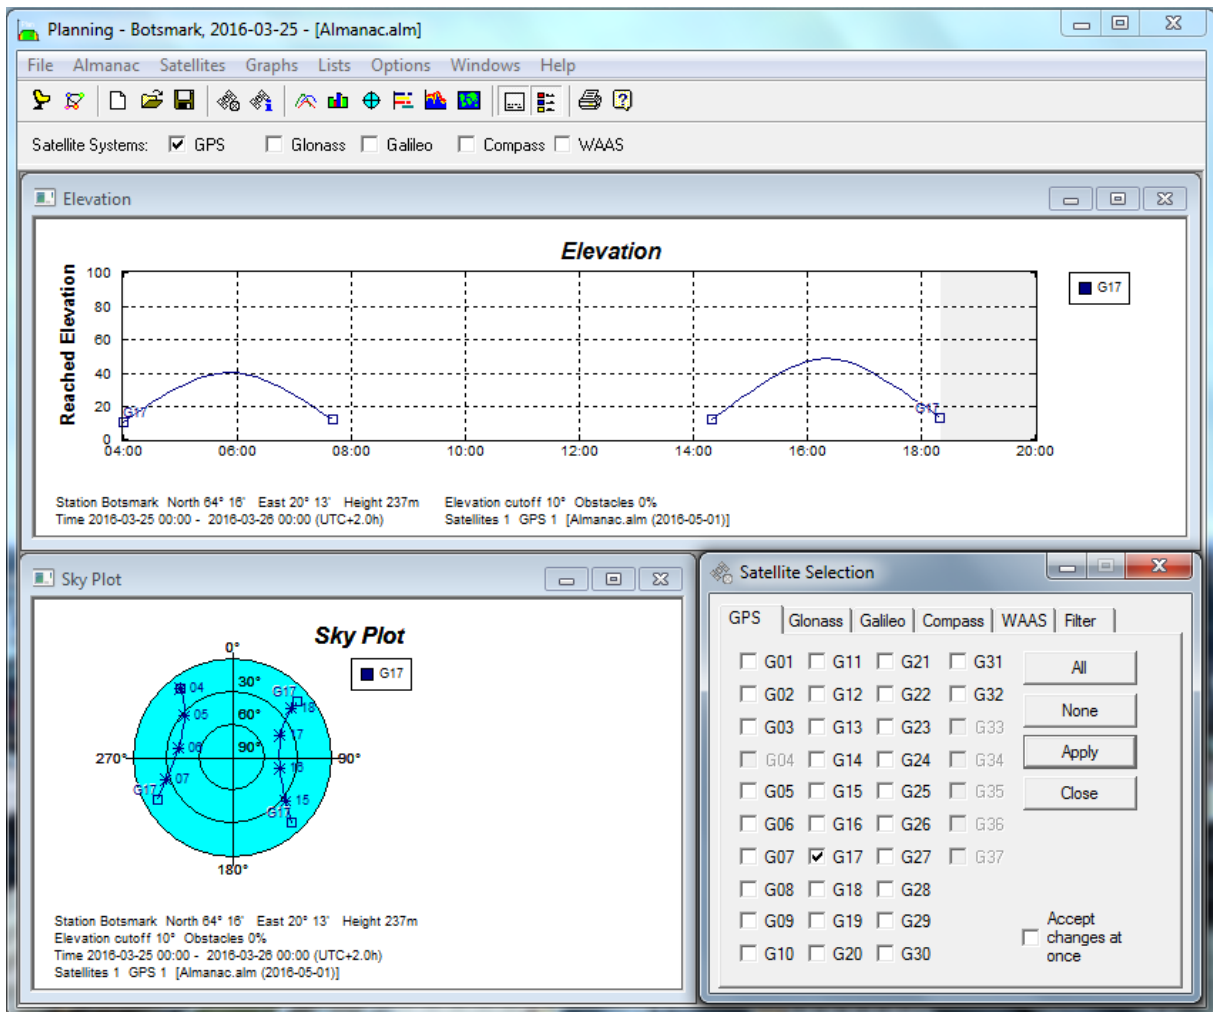 Planning - Botsmark, 2016-03-25 - [Almanac.alm]
File Almanac Satellites Graphs Lists Options Windows Help
Satellite Systems: GPS Glonass Galileo Compass WAAS
Elevation
Elevation
Reached Elevation
100
80
60
40
20
0
G17
G17
G17
04:00 06:00 08:00 10:00 12:00 14:00 16:00 18:00 20:00
Station Botsmark North 64° 16' East 20° 13' Height 237m Elevation cutoff 10° Obstacles 0%
Time 2016-03-25 00:00 - 2016-03-26 00:00 (UTC+2.0h) Satellites 1 GPS 1 [Almanac.alm (2016-05-01)]
Sky Plot
Sky Plot
G17
0°
30°
60°
90°
270°
90°
180°
04
05
06
07
G17
G17
18
17
16
15
G17
Station Botsmark North 64° 16' East 20° 13' Height 237m
Elevation cutoff 10° Obstacles 0%
Time 2016-03-25 00:00 - 2016-03-26 00:00 (UTC+2.0h)
Satellites 1 GPS 1 [Almanac.alm (2016-05-01)]
Satellite Selection
GPS Glonass Galileo Compass WAAS Filter
G01 G11 G21 G31
G02 G12 G22 G32
G03 G13 G23 G33
G04 G14 G24 G34
G05 G15 G25 G35
G06 G16 G26 G36
G07 G17 G27 G37
G08 G18 G28
G09 G19 G29
G10 G20 G30
All
None
Apply
Close
Accept
changes at
once